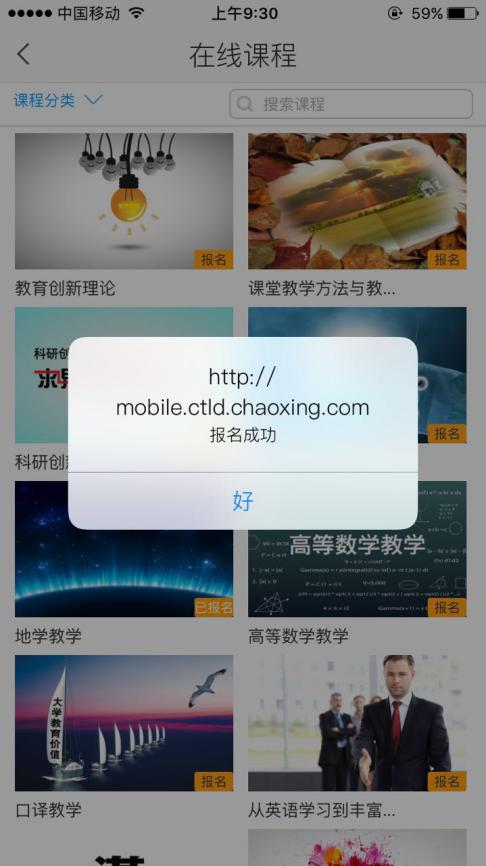 中国移动
上午9:30
59%
在线课程
课程分类
搜索课程
报名
报名
教育创新理论
课堂教学方法与教...
科研创
求
报名
科研创
http://
mobile.ctld.chaoxing.com
报名成功
好
已报名
高等数学教学
报名
地学教学
高等数学教学
大学教育价值
报名
报名
口译教学
从英语学习到丰富...